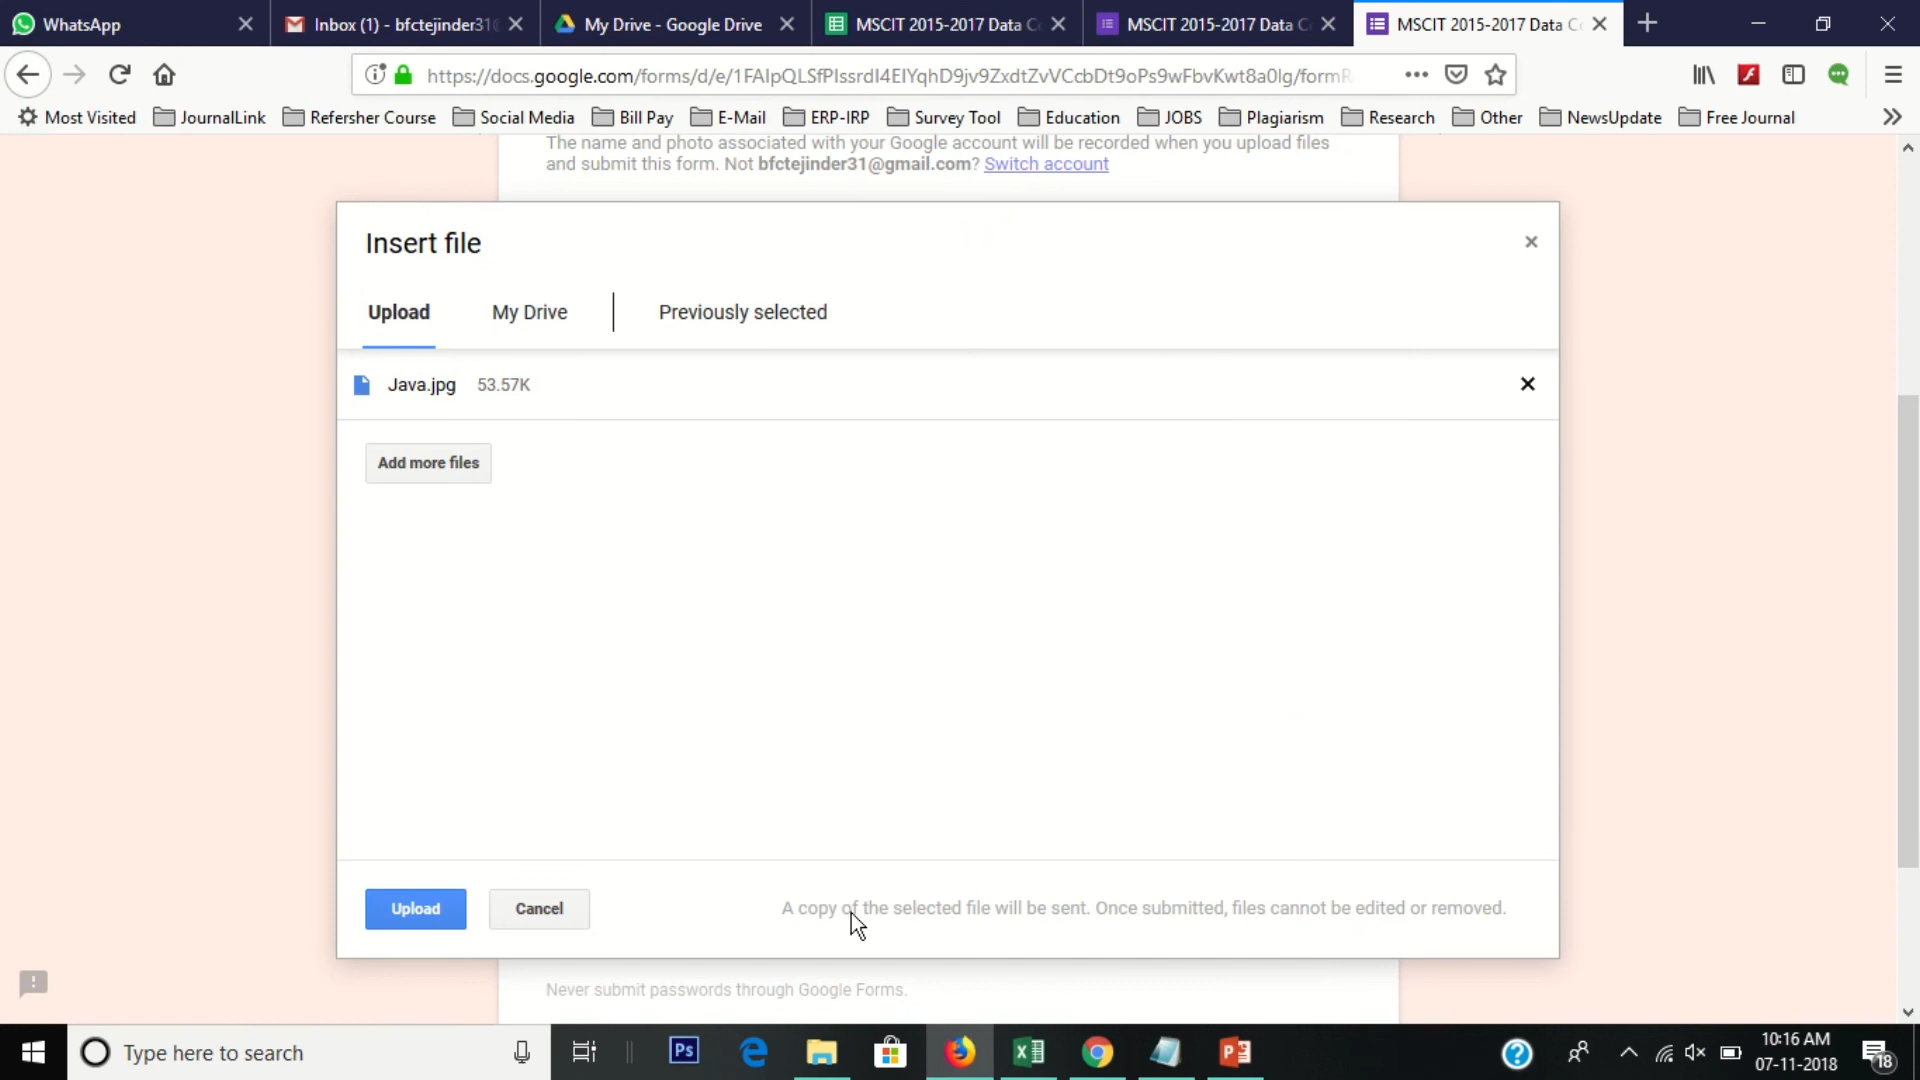 WhatsApp
Inbox (1) - bfctejinder31
My Drive - Google Drive
MSCIT 2015-2017 Data C
MSCIT 2015-2017 Data C
MSCIT 2015-2017 Data C
https://docs.google.com/forms/d/e/1FAIpQLSfPIssrdI4EIYqhD9jv9ZxdtZvVCcbDt9oPs9wFbvKwt8a0lg/formR
Most Visited
JournalLink
Refersher Course
Social Media
Bill Pay
E-Mail
ERP-IRP
Survey Tool
Education
JOBS
Plagiarism
Research
Other
NewsUpdate
Free Journal
The name and photo associated with your Google account will be recorded when you upload files
and submit this form. Not bfctejinder31@gmail.com? Switch account
Insert file
Upload
My Drive
Previously selected
Java.jpg 53.57K
Add more files
Upload
Cancel
A copy of the selected file will be sent. Once submitted, files cannot be edited or removed.
Never submit passwords through Google Forms.
Type here to search
Ps
10:16 AM
07-11-2018
18